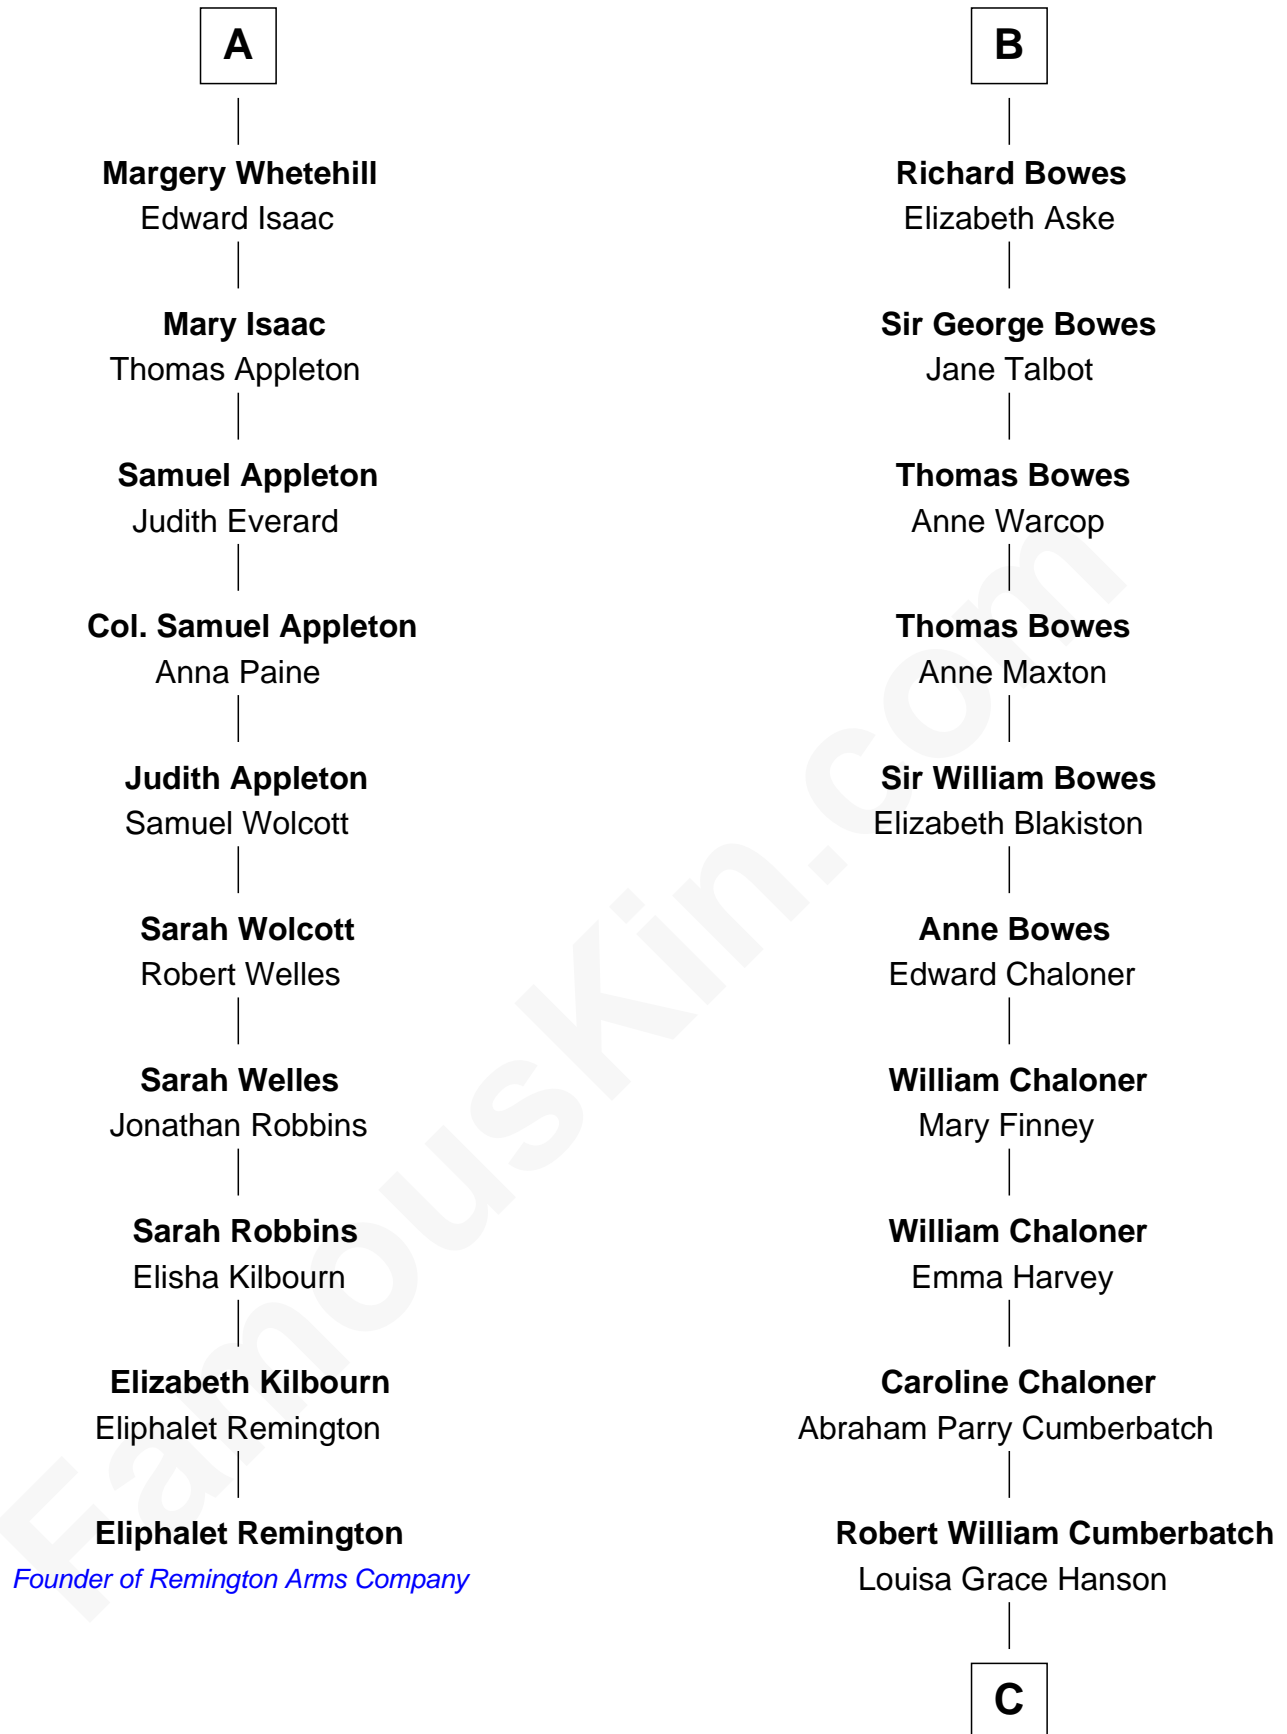 A
Margery Whetehill
Edward Isaac
Mary Isaac
Thomas Appleton
Samuel Appleton
Judith Everard
Col. Samuel Appleton
Anna Paine
Judith Appleton
Samuel Wolcott
Sarah Wolcott
Robert Welles
Sarah Welles
Jonathan Robbins
Sarah Robbins
Elisha Kilbourn
Elizabeth Kilbourn
Eliphalet Remington
Eliphalet Remington
Founder of Remington Arms Company
B
Richard Bowes
Elizabeth Aske
Sir George Bowes
Jane Talbot
Thomas Bowes
Anne Warcop
Thomas Bowes
Anne Maxton
Sir William Bowes
Elizabeth Blakiston
Anne Bowes
Edward Chaloner
William Chaloner
Mary Finney
William Chaloner
Emma Harvey
Caroline Chaloner
Abraham Parry Cumberbatch
Robert William Cumberbatch
Louisa Grace Hanson
C
FamousKin.com